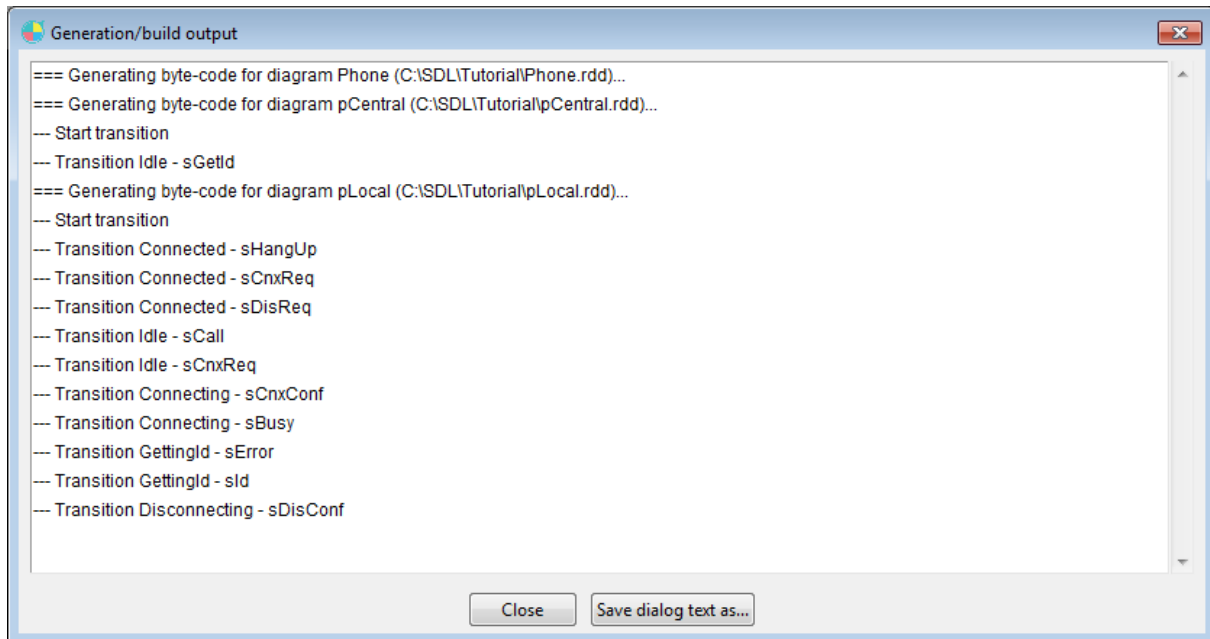 Generation/build output
=== Generating byte-code for diagram Phone (C:\SDL\Tutorial\Phone.rdd)...
=== Generating byte-code for diagram pCentral (C:\SDL\Tutorial\pCentral.rdd)...
--- Start transition
--- Transition Idle - sGetId
=== Generating byte-code for diagram pLocal (C:\SDL\Tutorial\pLocal.rdd)...
--- Start transition
--- Transition Connected - sHangUp
--- Transition Connected - sCnxReq
--- Transition Connected - sDisReq
--- Transition Idle - sCall
--- Transition Idle - sCnxReq
--- Transition Connecting - sCnxConf
--- Transition Connecting - sBusy
--- Transition GettingId - sError
--- Transition GettingId - sId
--- Transition Disconnecting - sDisConf
Close
Save dialog text as...